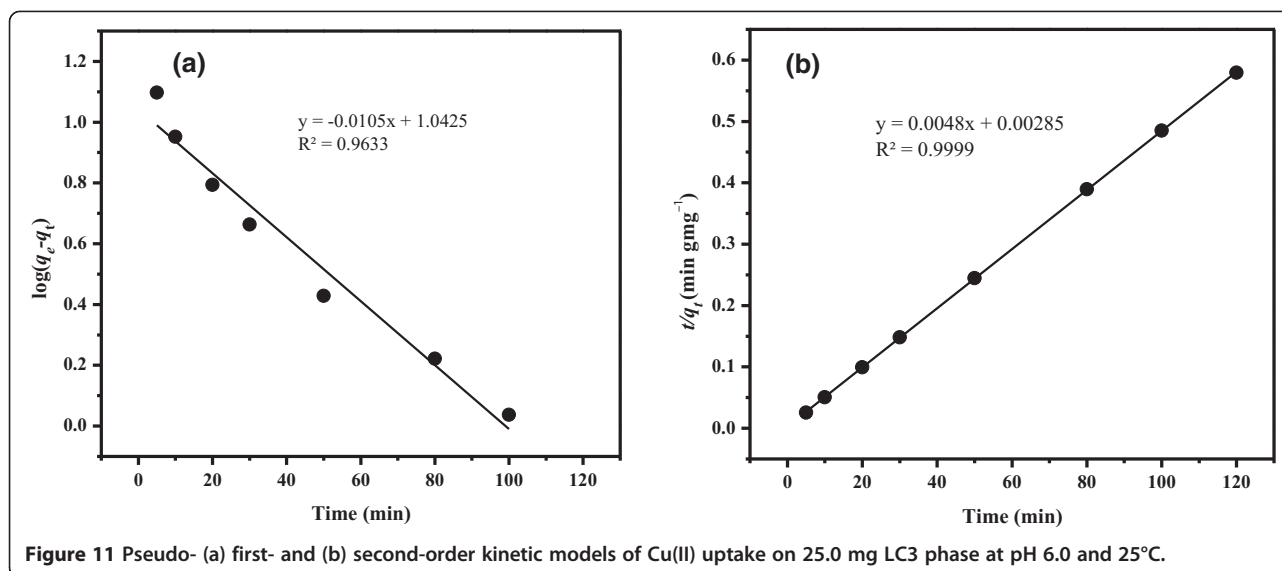 (a)
y = -0.0105x + 1.0425
R² = 0.9633
1.2
1.0
0.8
0.6
0.4
0.2
0.0
log(qe-qt)
0 20 40 60 80 100 120
Time (min)
(b)
y = 0.0048x + 0.00285
R² = 0.9999
0.6
0.5
0.4
0.3
0.2
0.1
0.0
t/qt (min gmg⁻¹)
0 20 40 60 80 100 120
Time (min)
Figure 11 Pseudo- (a) first- and (b) second-order kinetic models of Cu(II) uptake on 25.0 mg LC3 phase at pH 6.0 and 25°C.